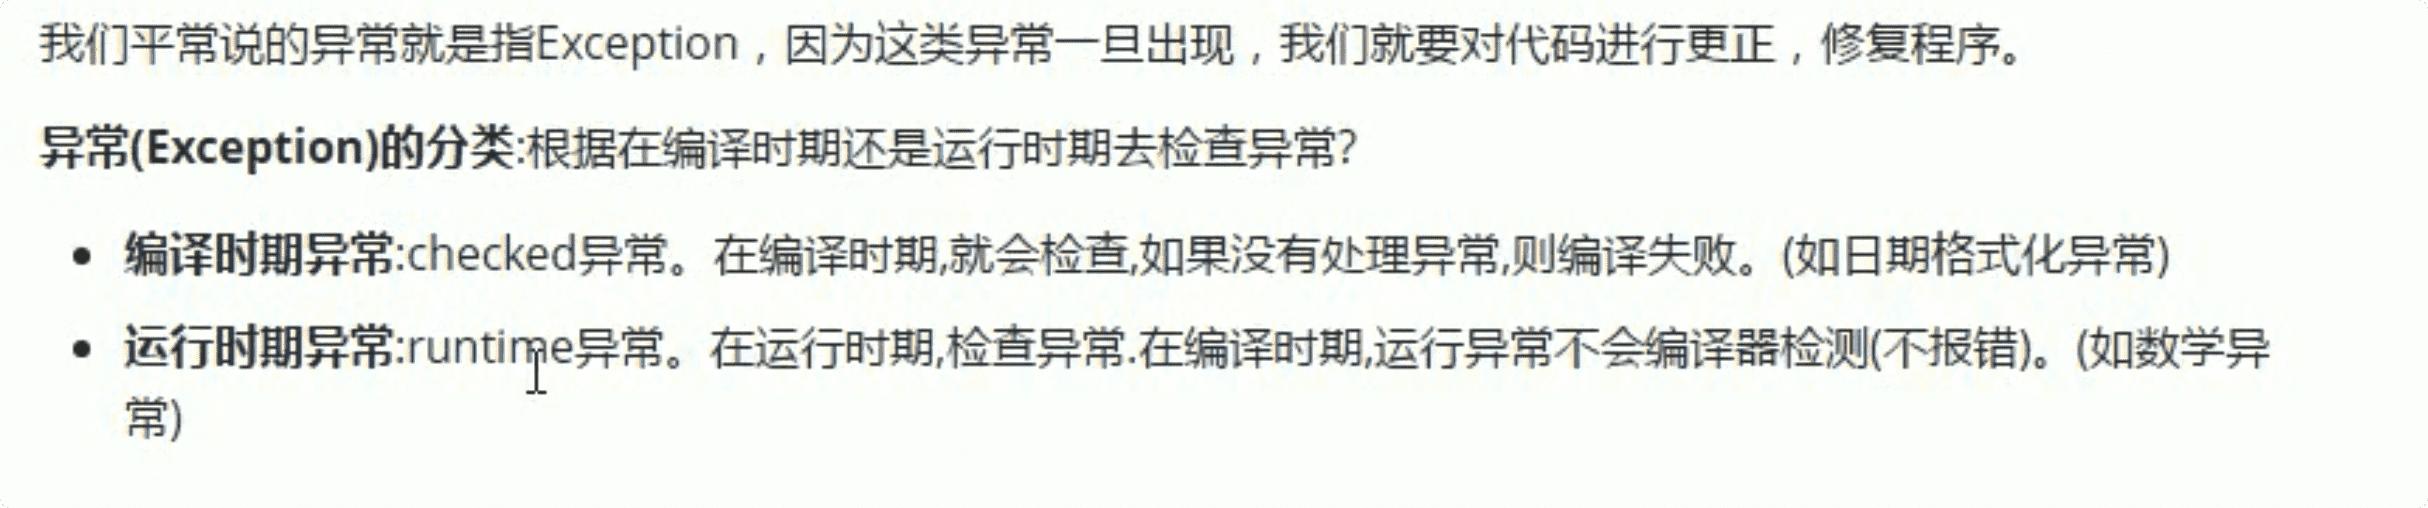 我们平常说的异常就是指Exception，因为这类异常一旦出现，我们就要对代码进行更正，修复程序。
异常(Exception)的分类:根据在编译时期还是运行时期去检查异常?
• 编译时期异常:checked异常。在编译时期,就会检查,如果没有处理异常,则编译失败。(如日期格式化异常)
• 运行时期异常:runtime异常。在运行时期,检查异常.在编译时期,运行异常不会编译器检测(不报错)。(如数学异
常)